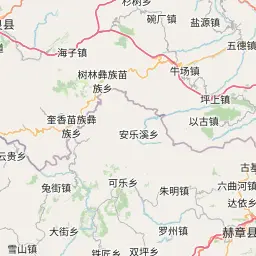 杉树乡
碗厂镇
盐源镇
县
海子镇
五德镇
树林彝族苗
族乡
牛场镇
坪上镇
奎香苗族彝
族乡
以古镇
安乐溪乡
云贵乡
古基
兔街镇
可乐乡
朱明镇
六曲河镇
达依乡
大街乡
罗州镇
赫章县
雪山镇
铁匠乡
双坪乡